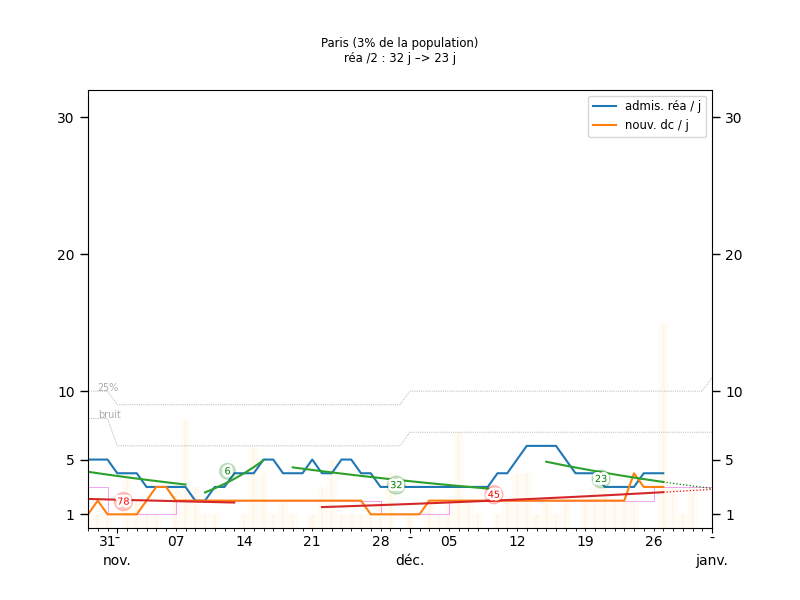 Paris (3% de la population)
réa /2 : 32 j –> 23 j
admis. réa / j
nouv. dc / j
30
30
20
20
10
10
25%
bruit
5
5
6
23
32
45
78
1
1
31 07 14 21 28 05 12 19 26
nov. déc. janv.